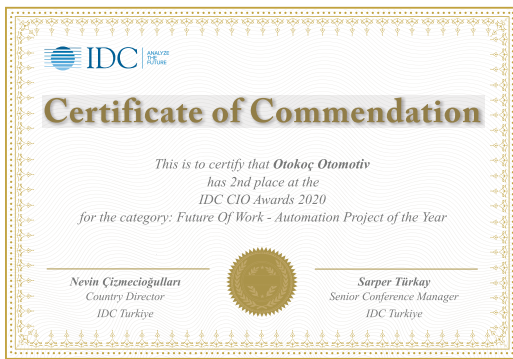 IDC
ANALYZE
THE
FUTURE
Certificate of Commendation
This is to certify that Otokoç Otomotiv
has 2nd place at the
IDC CIO Awards 2020
for the category: Future Of Work - Automation Project of the Year
Nevin Çizmecioğulları
Country Director
IDC Turkiye
Sarper Türkay
Senior Conference Manager
IDC Turkiye